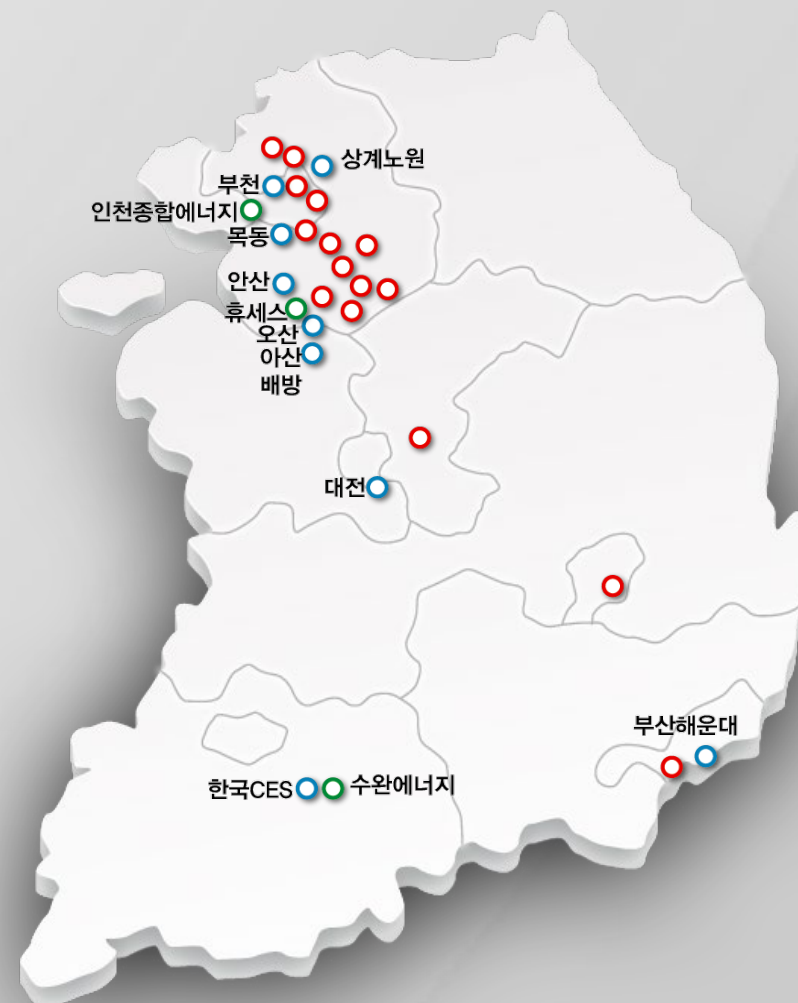 상계노원
부천
인천종합에너지
목동
안산
휴세스
오산
아산
배방
대전
부산해운대
한국CES
수완에너지